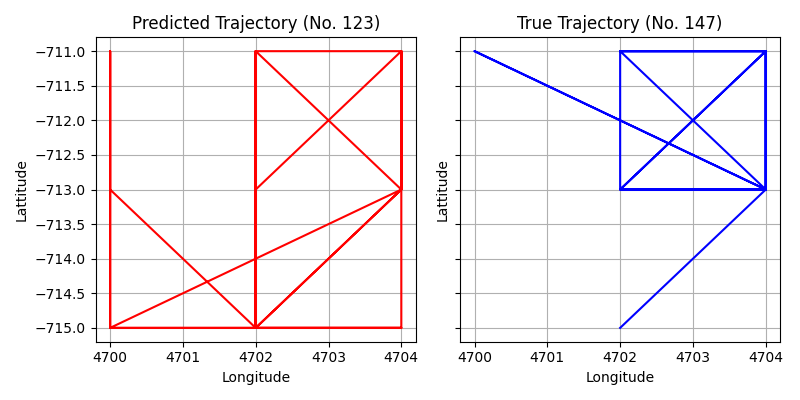 Predicted Trajectory (No. 123)
True Trajectory (No. 147)
−711.0
−711.5
−712.0
−712.5
−713.0
−713.5
−714.0
−714.5
−715.0
Lattitude
Lattitude
4700 4701 4702 4703 4704
4700 4701 4702 4703 4704
Longitude
Longitude